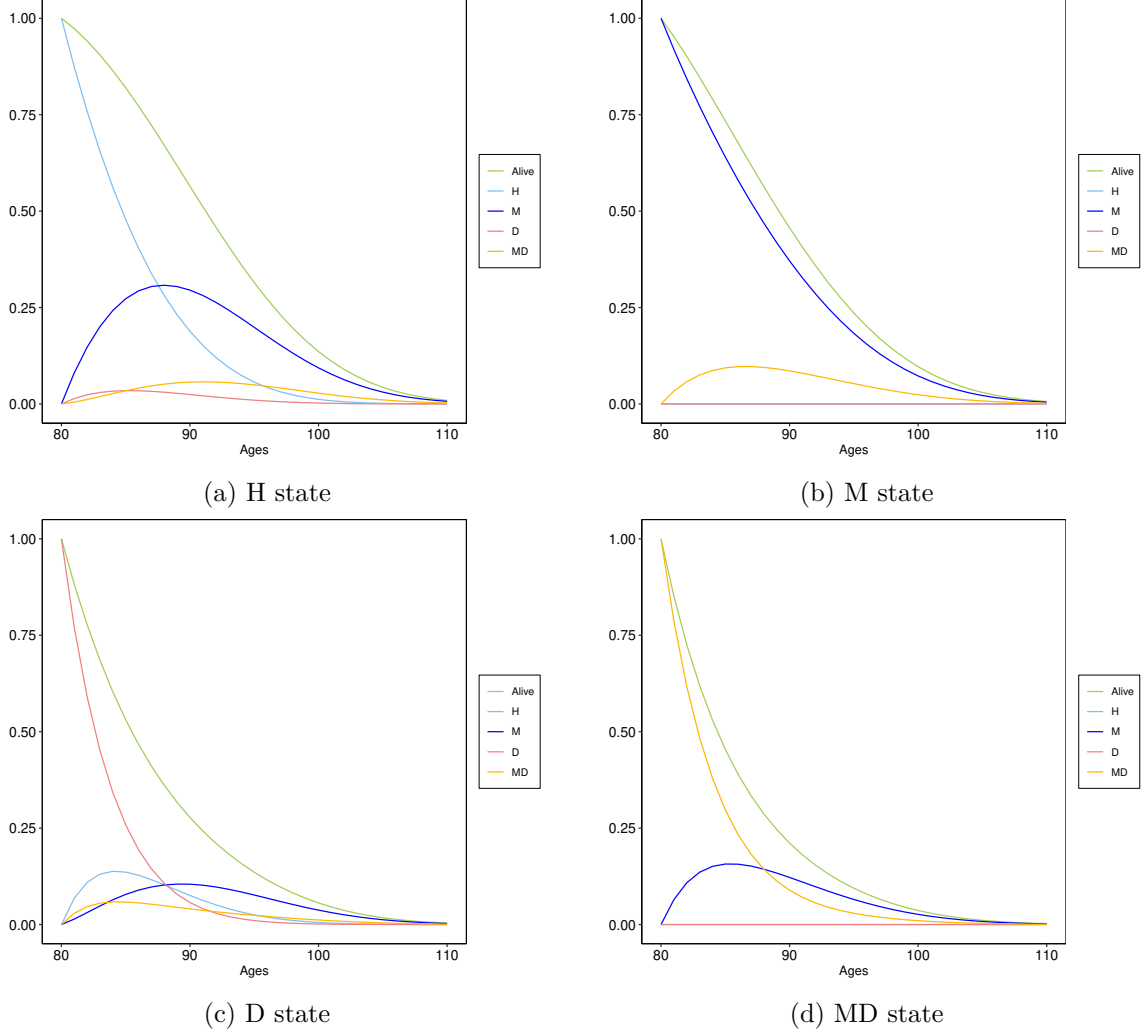 1.00
0.75
0.50
0.25
0.00
80 90 100 110
Ages
Alive
H
M
D
MD
(a) H state
1.00
0.75
0.50
0.25
0.00
80 90 100 110
Ages
Alive
H
M
D
MD
(b) M state
1.00
0.75
0.50
0.25
0.00
80 90 100 110
Ages
Alive
H
M
D
MD
(c) D state
1.00
0.75
0.50
0.25
0.00
80 90 100 110
Ages
Alive
H
M
D
MD
(d) MD state